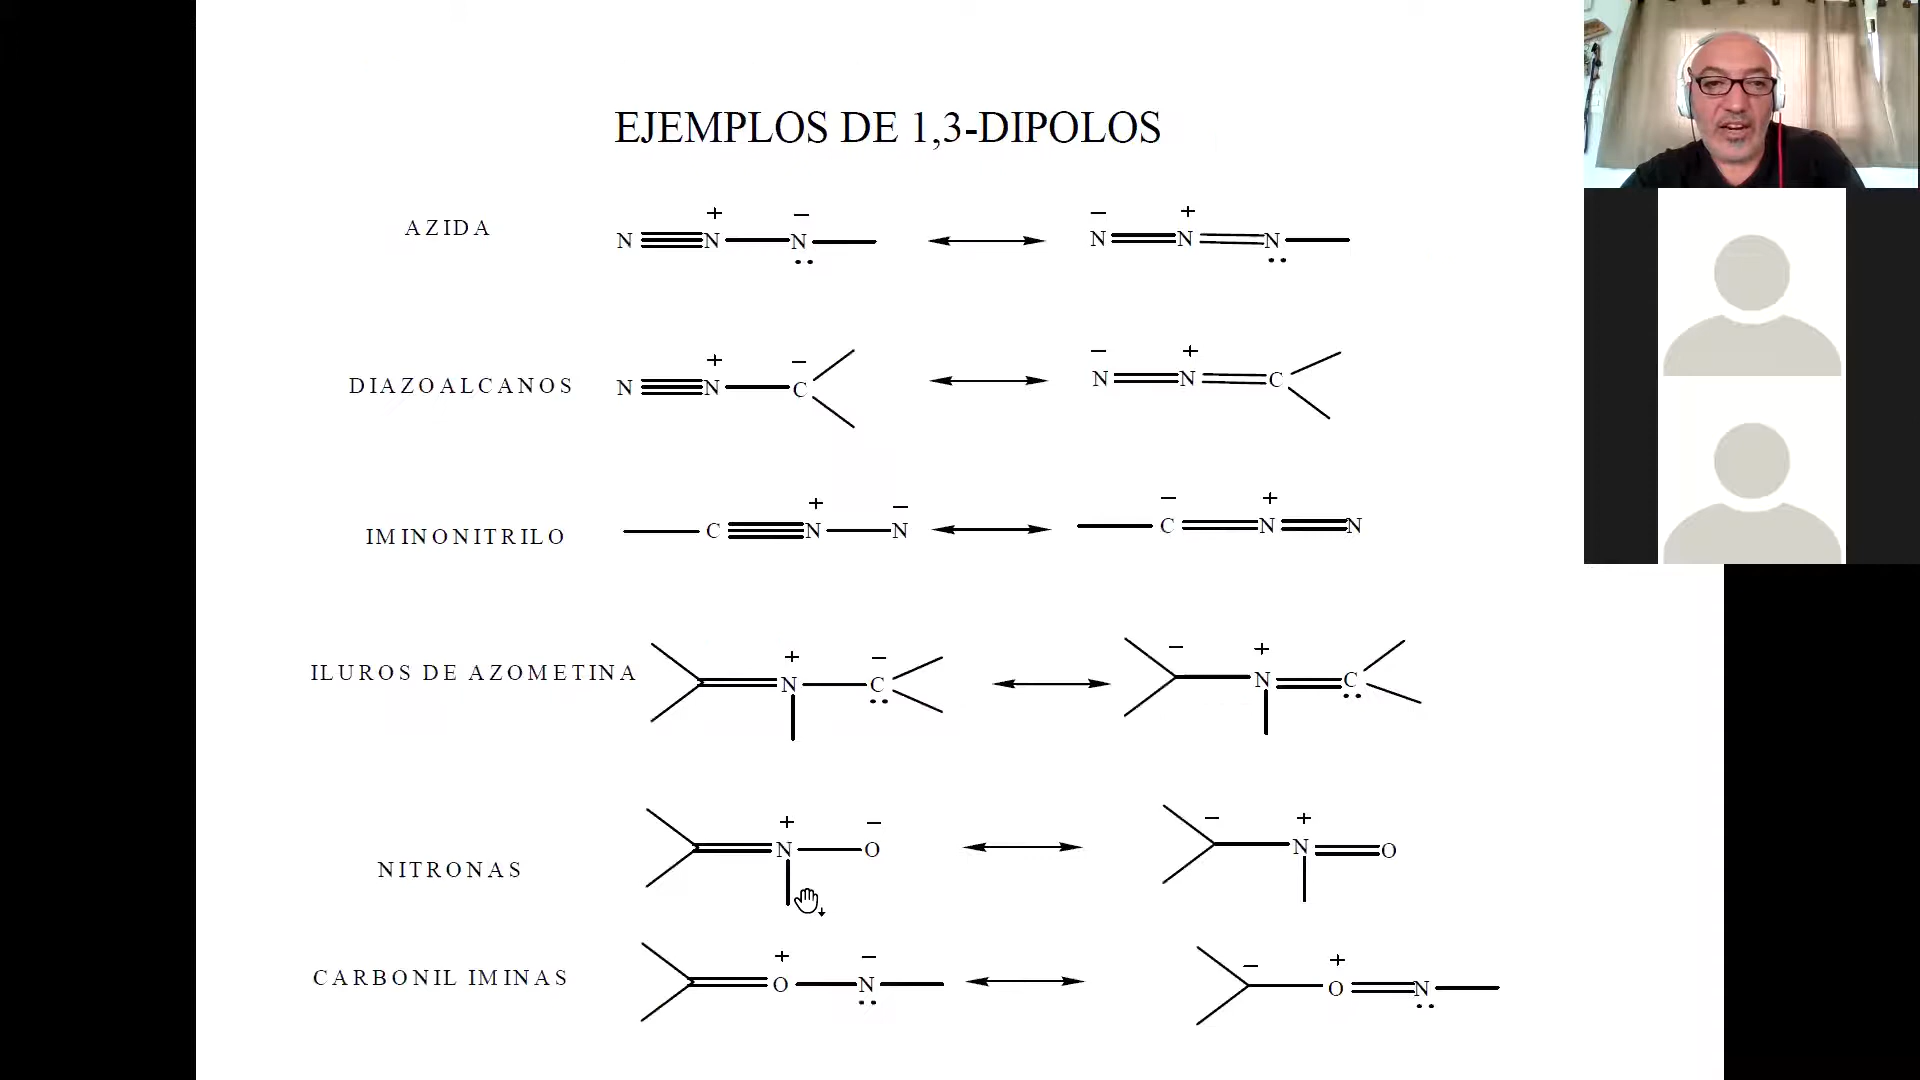 EJEMPLOS DE 1,3-DIPOLOS
AZIDA N + N − N − N + N N
DIAZOALCANOS N + N − C − N + N C
IMINONITRILO C + N − N − C + N N
ILUROS DE AZOMETINA + N − C − + N C
NITRONAS + N − O − + N O
CARBONIL IMINAS + O − N − + O N